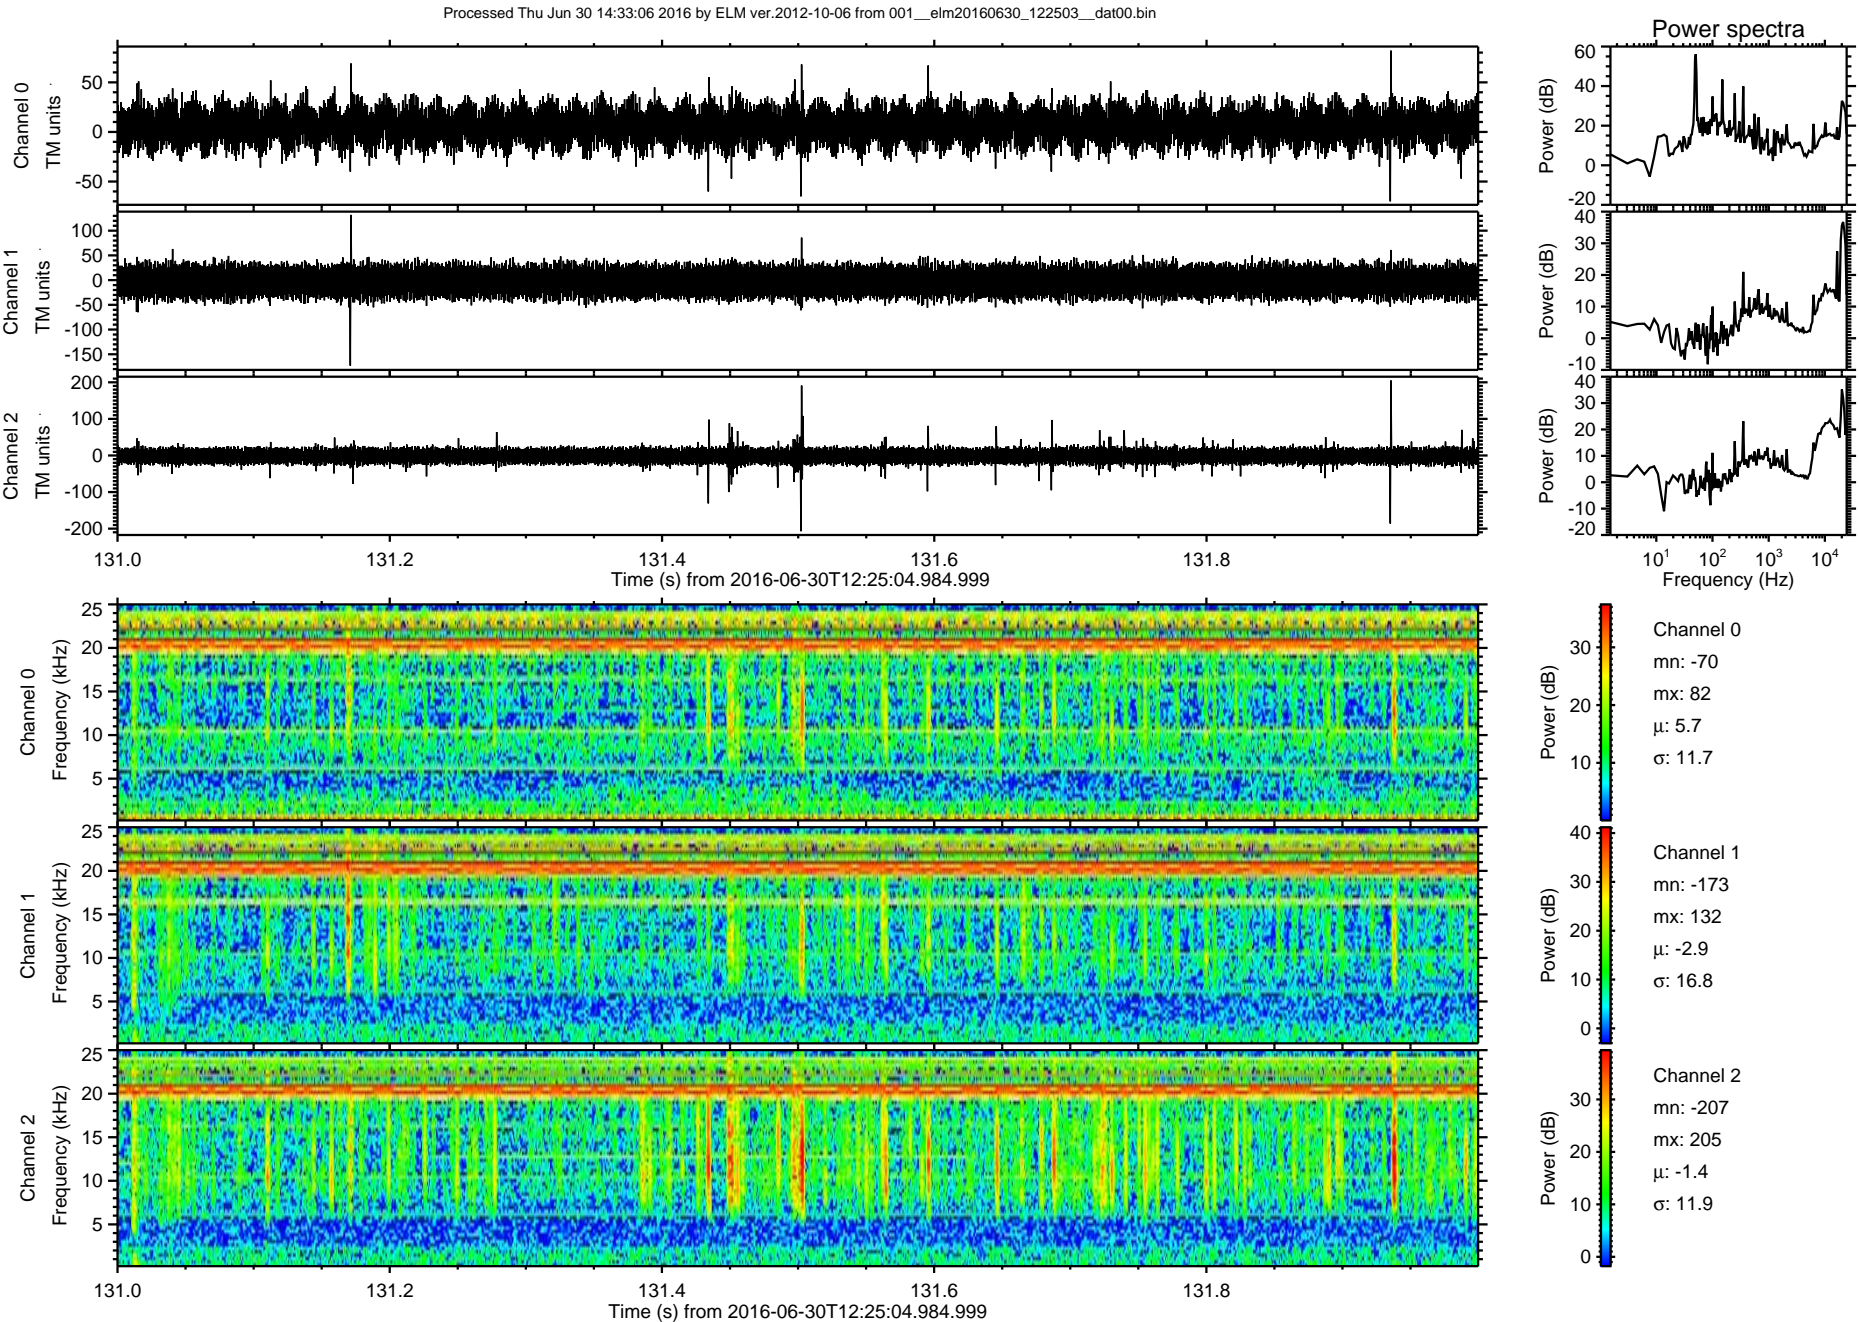 Processed Thu Jun 30 14:33:06 2016 by ELM ver.2012-10-06 from 001__elm20160630_122503__dat00.bin
Power spectra
Channel 0
TM units
50
0
-50
Power (dB)
60
40
20
0
-20
Channel 1
TM units
100
50
0
-50
-100
-150
Power (dB)
40
30
20
10
0
-10
Channel 2
TM units
200
100
0
-100
-200
Power (dB)
40
30
20
10
0
-10
-20
131.0 131.2 131.4 131.6 131.8
Time (s) from 2016-06-30T12:25:04.984.999
10^1 10^2 10^3 10^4
Frequency (Hz)
Channel 0
Frequency (kHz)
25
20
15
10
5
Power (dB)
30
20
10
Channel 0
mn: -70
mx: 82
μ: 5.7
σ: 11.7
Channel 1
Frequency (kHz)
25
20
15
10
5
Power (dB)
40
30
20
10
0
Channel 1
mn: -173
mx: 132
μ: -2.9
σ: 16.8
Channel 2
Frequency (kHz)
25
20
15
10
5
Power (dB)
30
20
10
0
Channel 2
mn: -207
mx: 205
μ: -1.4
σ: 11.9
131.0 131.2 131.4 131.6 131.8
Time (s) from 2016-06-30T12:25:04.984.999